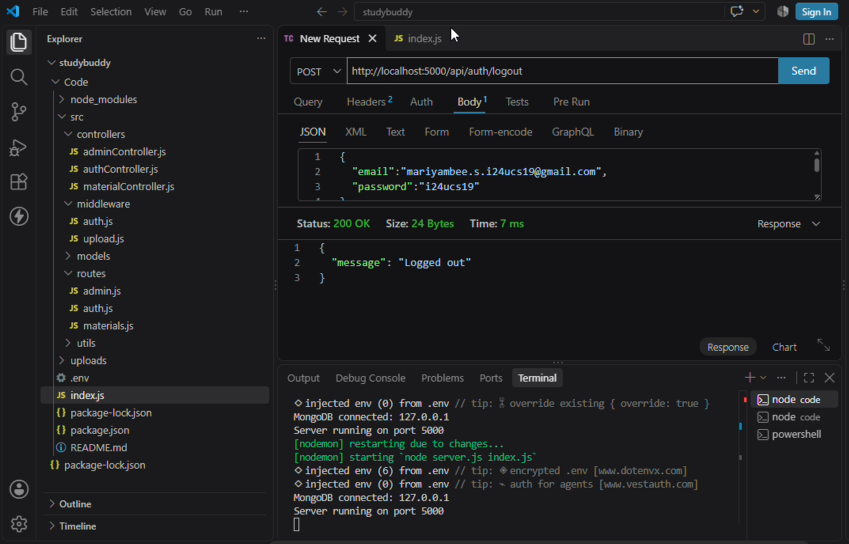 File Edit Selection View Go Run ··· studybuddy Sign In
Explorer ···
studybuddy
Code
node_modules
src
controllers
JS adminController.js
JS authController.js
JS materialController.js
middleware
JS auth.js
JS upload.js
models
routes
JS admin.js
JS auth.js
JS materials.js
utils
uploads
.env
JS index.js
{} package-lock.json
{} package.json
README.md
{} package-lock.json
Outline
Timeline
TC New Request JS index.js
POST http://localhost:5000/api/auth/logout Send
Query Headers 2 Auth Body 1 Tests Pre Run
JSON XML Text Form Form-encode GraphQL Binary
1 {
2 "email":"mariyambee.s.i24ucs19@gmail.com",
3 "password":"i24ucs19"
Status: 200 OK Size: 24 Bytes Time: 7 ms Response
1 {
2 "message": "Logged out"
3 }
Response Chart
Output Debug Console Problems Ports Terminal
injected env (0) from .env // tip: override existing { override: true }
MongoDB connected: 127.0.0.1
Server running on port 5000
[nodemon] restarting due to changes...
[nodemon] starting `node server.js index.js`
injected env (6) from .env // tip: encrypted .env [www.dotenvx.com]
injected env (0) from .env // tip: auth for agents [www.vestauth.com]
MongoDB connected: 127.0.0.1
Server running on port 5000
node code
node code
powershell